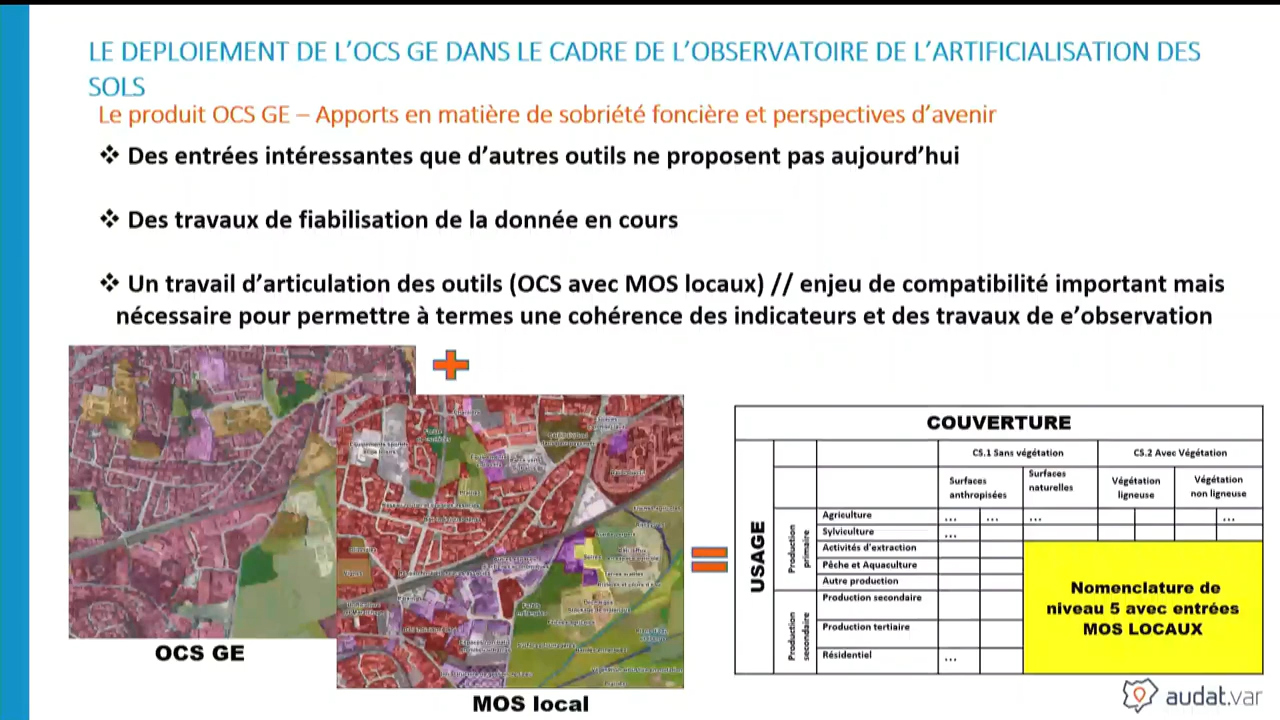 LE DEPLOIEMENT DE L’OCS GE DANS LE CADRE DE L’OBSERVATOIRE DE L’ARTIFICIALISATION DES
SOLS
Le produit OCS GE – Apports en matière de sobriété foncière et perspectives d’avenir
❖ Des entrées intéressantes que d’autres outils ne proposent pas aujourd’hui
❖ Des travaux de fiabilisation de la donnée en cours
❖ Un travail d’articulation des outils (OCS avec MOS locaux) // enjeu de compatibilité important mais
nécessaire pour permettre à termes une cohérence des indicateurs et des travaux de e’observation
OCS GE
MOS local
COUVERTURE
CS.1 Sans végétation
CS.2 Avec Végétation
Surfaces
anthropisées
Surfaces
naturelles
Végétation
ligneuse
Végétation
non ligneuse
USAGE
Production
primaire
Production
secondaire
Agriculture
... ... ... ...
Sylviculture
...
Activités d’extraction
Pêche et Aquaculture
Autre production
Production secondaire
Production tertiaire
Résidentiel
...
Nomenclature de
niveau 5 avec entrées
MOS LOCAUX
audat.var